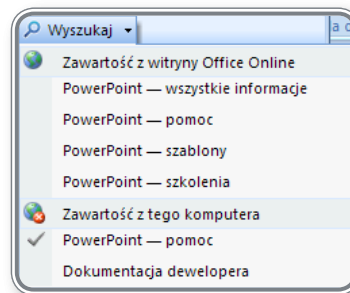 Wyszukaj
Zawartość z witryny Office Online
PowerPoint — wszystkie informacje
PowerPoint — pomoc
PowerPoint — szablony
PowerPoint — szkolenia
Zawartość z tego komputera
PowerPoint — pomoc
Dokumentacja dewelopera